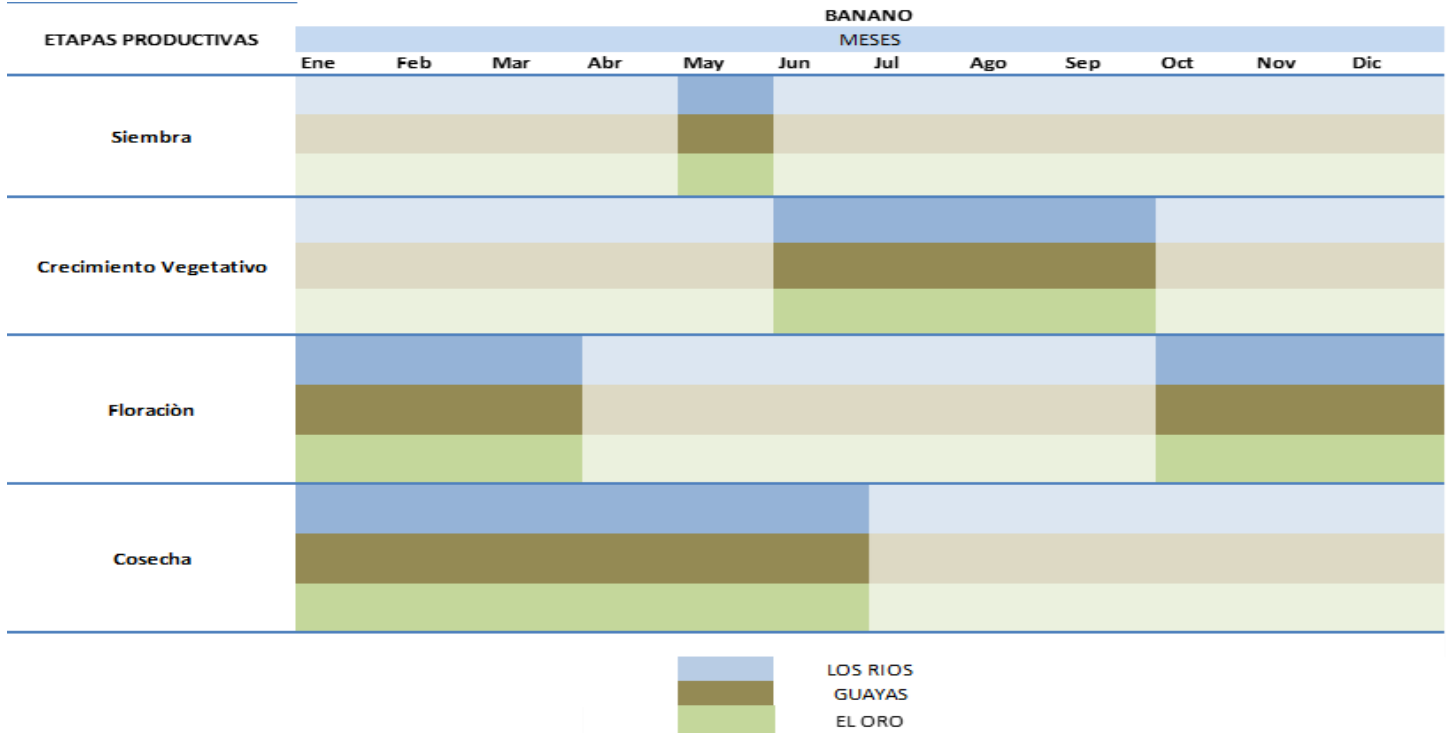 BANANO
ETAPAS PRODUCTIVAS
MESES
Ene Feb Mar Abr May Jun Jul Ago Sep Oct Nov Dic
Siembra
Crecimiento Vegetativo
Floraciòn
Cosecha
LOS RIOS
GUAYAS
EL ORO